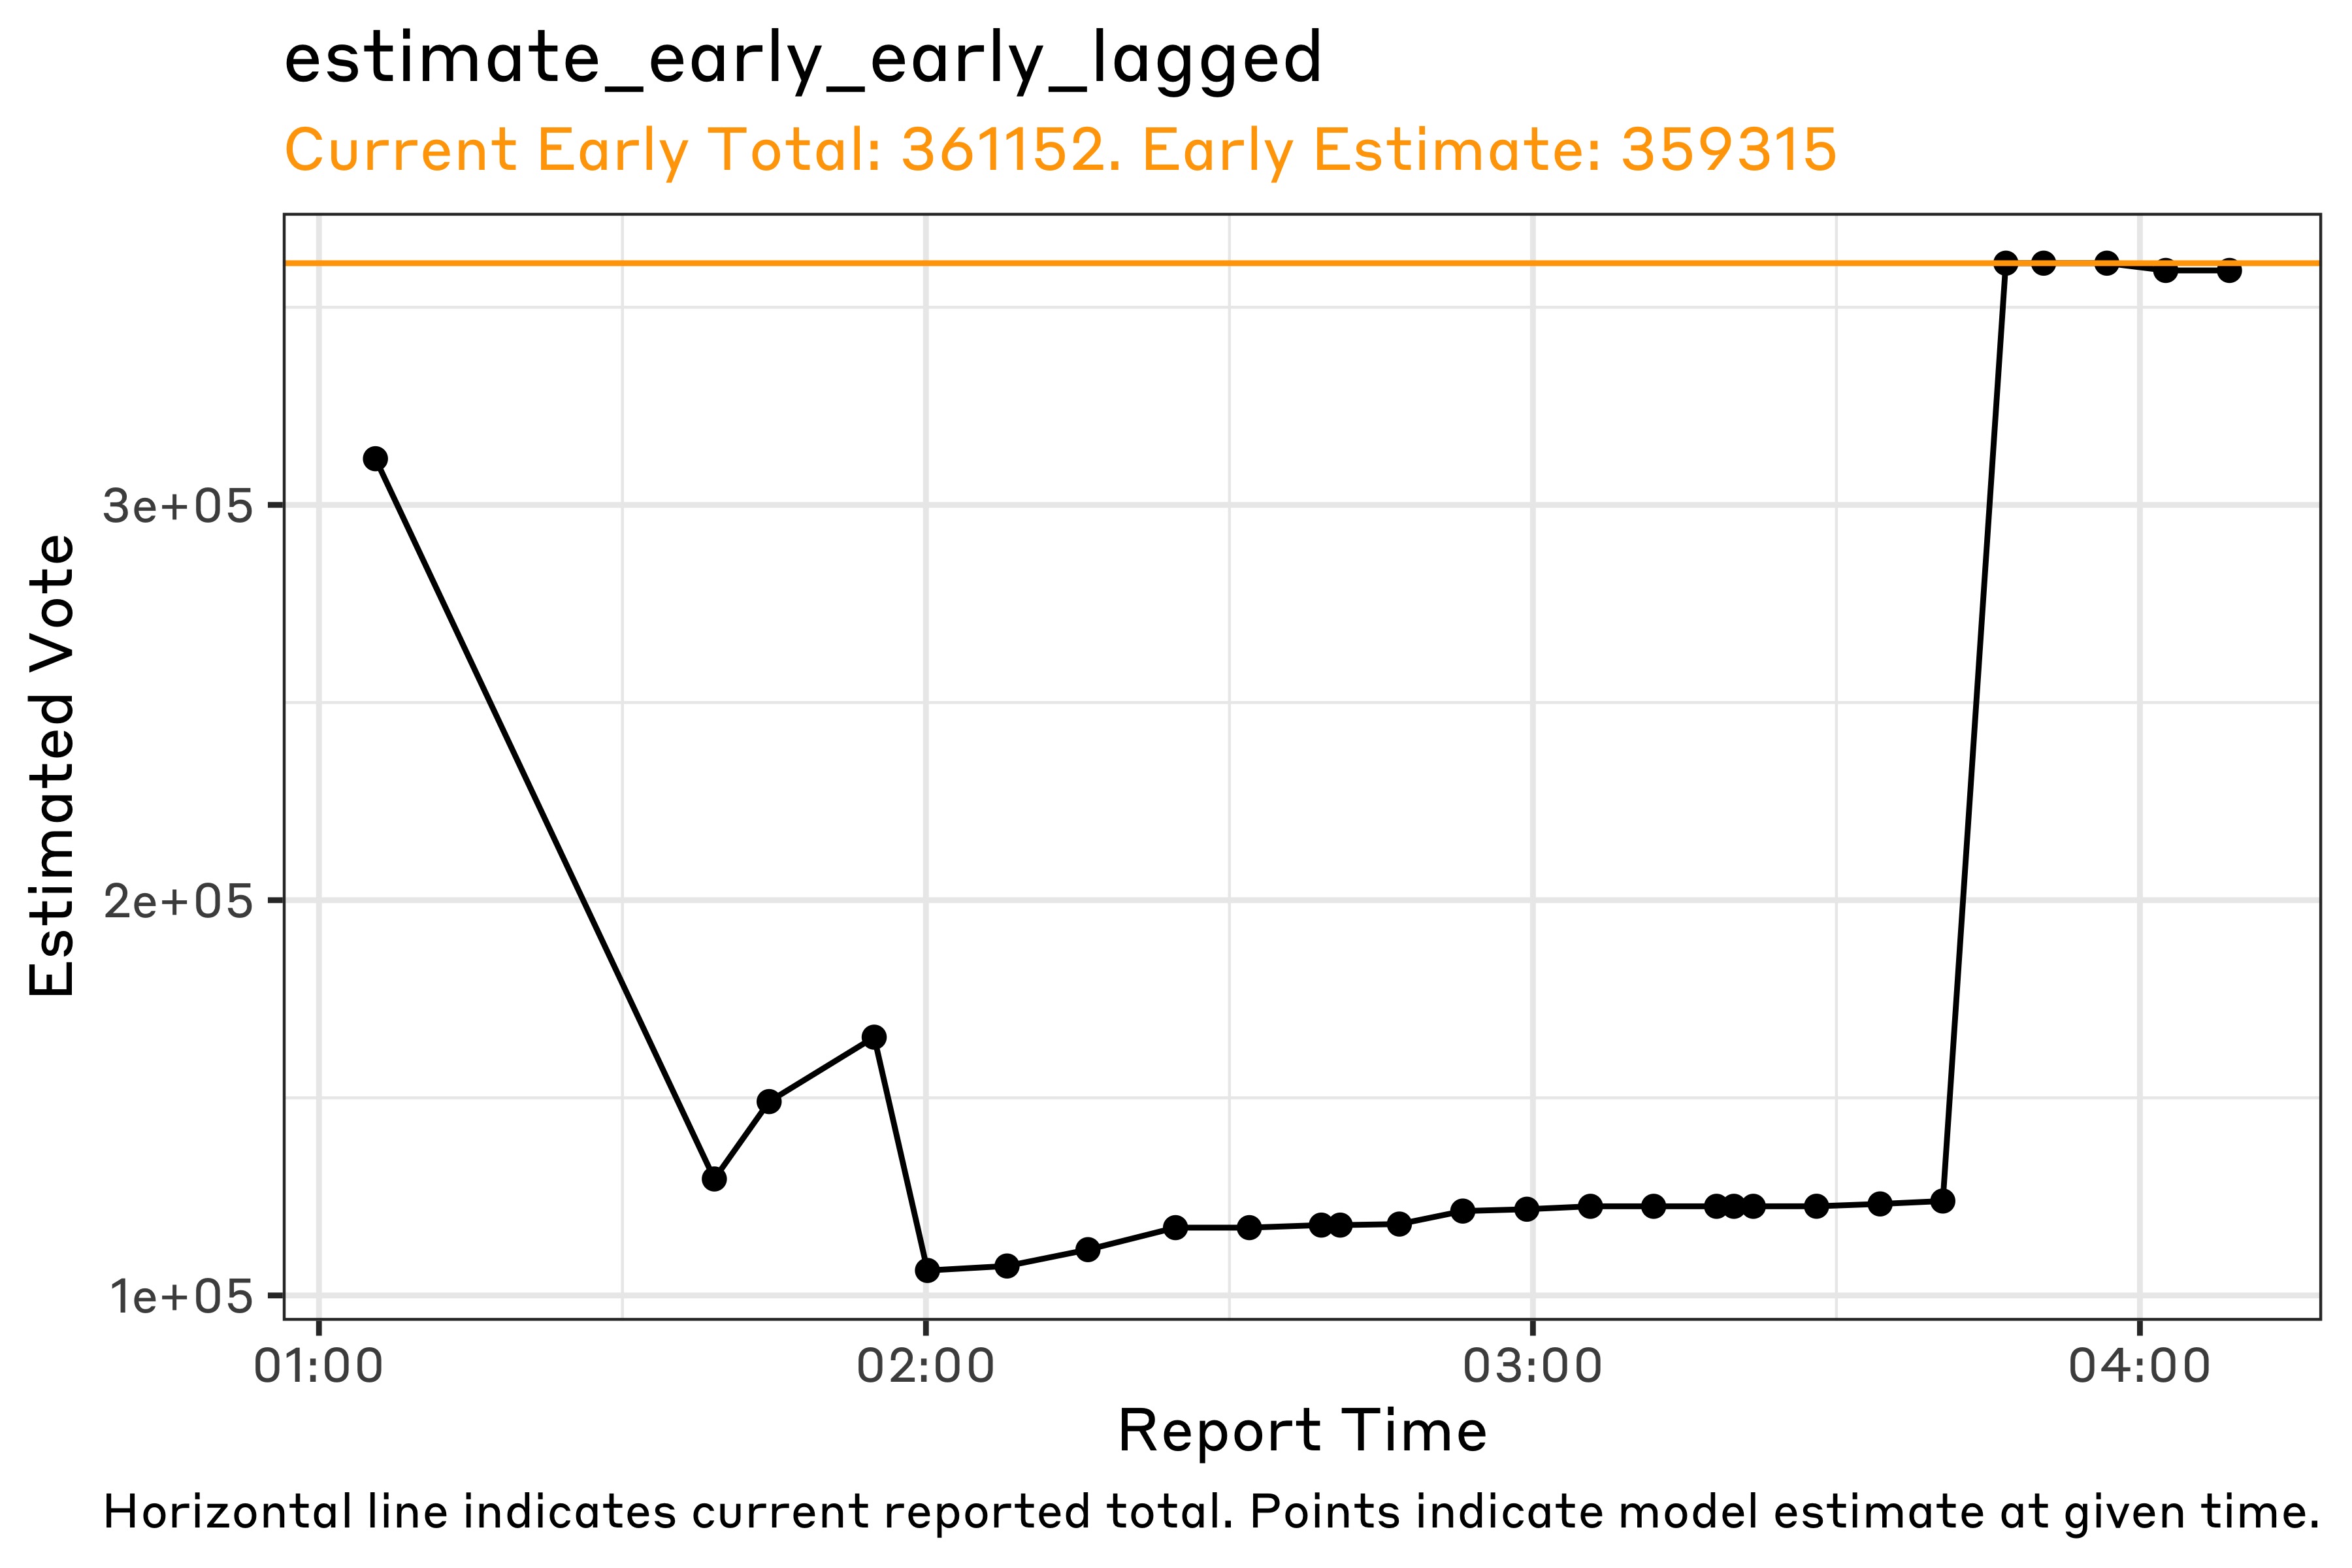 estimate_early_early_lagged
Current Early Total: 361152. Early Estimate: 359315
Estimated Vote
3e+05
2e+05
1e+05
01:00 02:00 03:00 04:00
Report Time
Horizontal line indicates current reported total. Points indicate model estimate at given time.